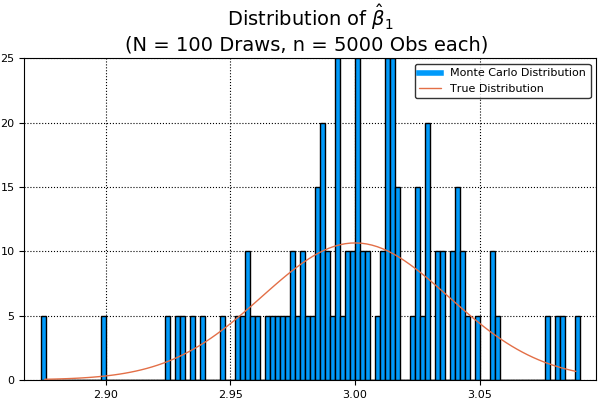 Distribution of β̂₁
(N = 100 Draws, n = 5000 Obs each)
25
20
15
10
5
0
Monte Carlo Distribution
True Distribution
2.90 2.95 3.00 3.05